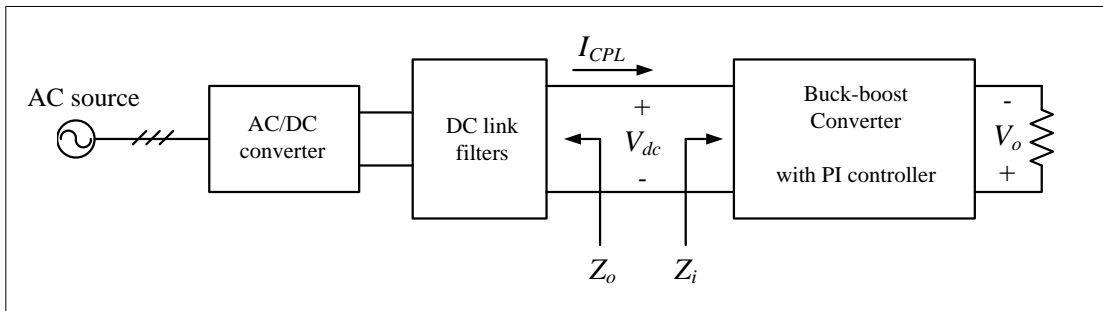 AC source
AC/DC
converter
DC link
filters
I_CPL
+
V_dc
-
Z_o
Z_i
Buck-boost
Converter
with PI controller
-
V_o
+